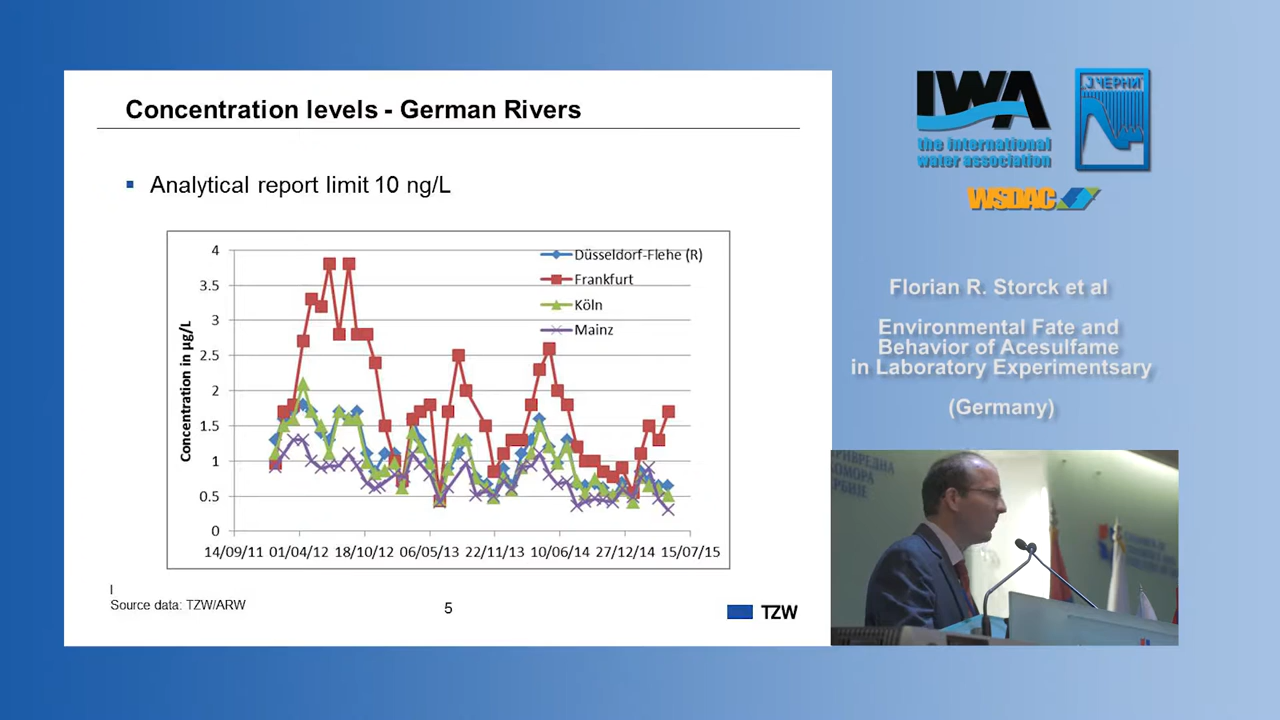 Concentration levels - German Rivers
▪ Analytical report limit 10 ng/L
Düsseldorf-Flehe (R)
Frankfurt
Köln
Mainz
Concentration in µg/L
4
3.5
3
2.5
2
1.5
1
0.5
0
14/09/11 01/04/12 18/10/12 06/05/13 22/11/13 10/06/14 27/12/14 15/07/15
Source data: TZW/ARW
5
TZW
IWA
the international
water association
Ј.ЧЕРНИ
WSDAC
Florian R. Storck et al
Environmental Fate and
Behavior of Acesulfame
in Laboratory Experimentsary
(Germany)